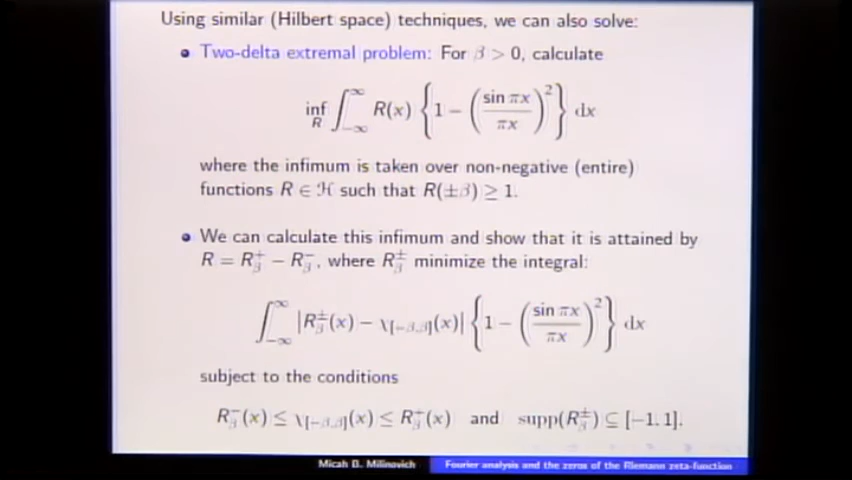 Using similar (Hilbert space) techniques, we can also solve:
• Two-delta extremal problem: For β > 0, calculate
inf_R ∫_{-∞}^{∞} R(x) {1 − (sin πx / πx)^2} dx
where the infimum is taken over non-negative (entire)
functions R ∈ ℋ such that R(±β) ≥ 1.
• We can calculate this infimum and show that it is attained by
R = R_β^+ − R_β^−, where R_β^± minimize the integral:
∫_{-∞}^{∞} |R_β^±(x) − χ_{[−β,β]}(x)| {1 − (sin πx / πx)^2} dx
subject to the conditions
R_β^−(x) ≤ χ_{[−β,β]}(x) ≤ R_β^+(x) and supp(R_β^±) ⊆ [−1, 1].
Micah B. Milinovich Fourier analysis and the zeros of the Riemann zeta-function